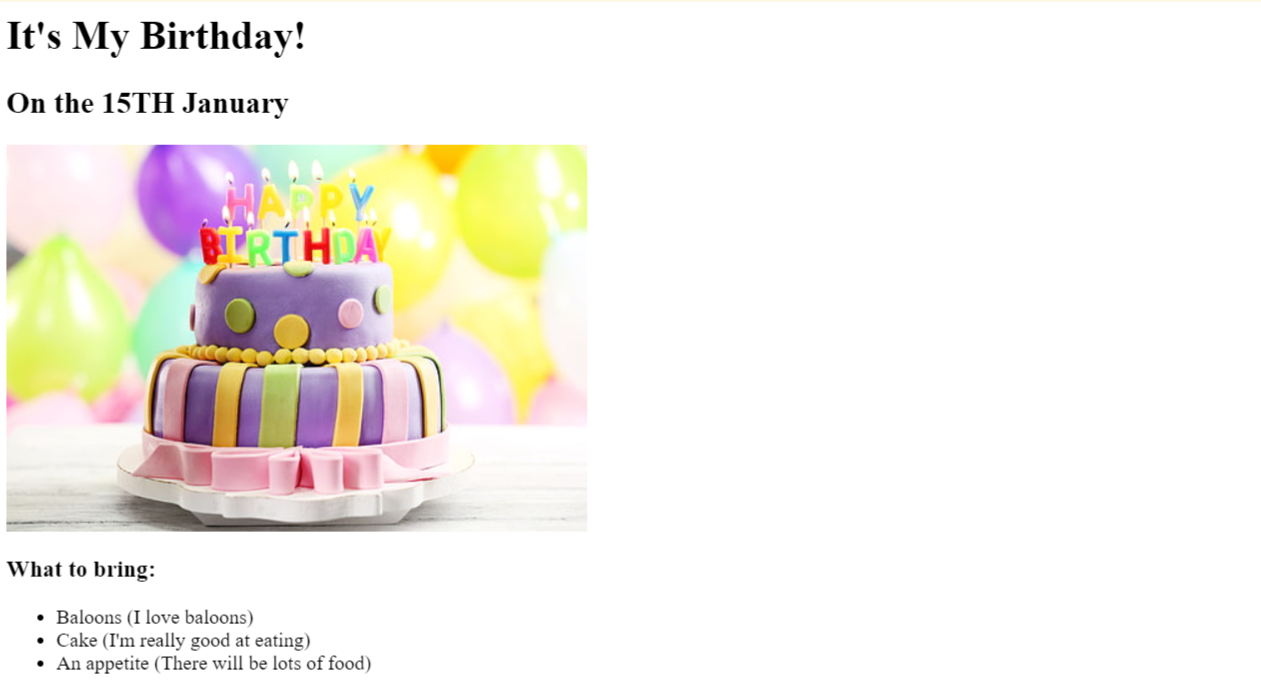 It's My Birthday!
On the 15TH January
HAPPY
BIRTHDAY
What to bring:
Baloons (I love baloons)
Cake (I'm really good at eating)
An appetite (There will be lots of food)